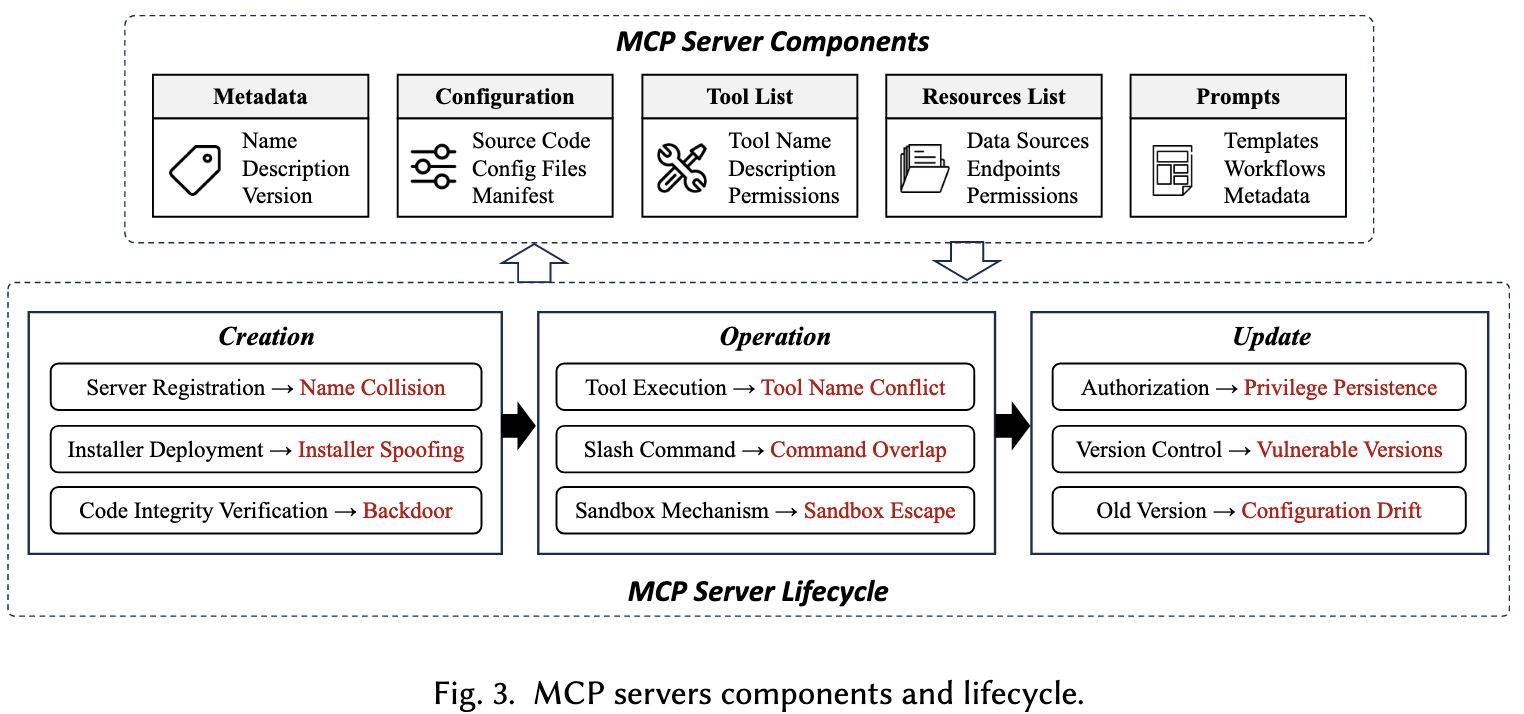 MCP Server Components
Metadata
Name
Description
Version
Configuration
Source Code
Config Files
Manifest
Tool List
Tool Name
Description
Permissions
Resources List
Data Sources
Endpoints
Permissions
Prompts
Templates
Workflows
Metadata
Creation
Server Registration → Name Collision
Installer Deployment → Installer Spoofing
Code Integrity Verification → Backdoor
Operation
Tool Execution → Tool Name Conflict
Slash Command → Command Overlap
Sandbox Mechanism → Sandbox Escape
Update
Authorization → Privilege Persistence
Version Control → Vulnerable Versions
Old Version → Configuration Drift
MCP Server Lifecycle
Fig. 3. MCP servers components and lifecycle.